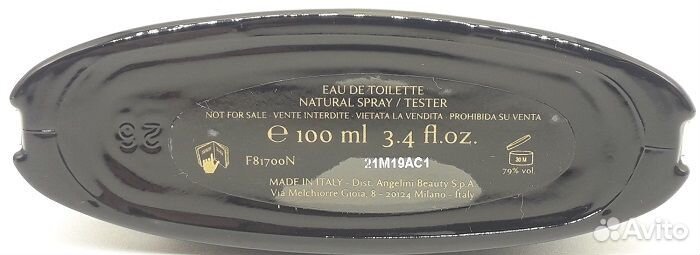 EAU DE TOILETTE
NATURAL SPRAY / TESTER
NOT FOR SALE - VENTE INTERDITE - VIETATA LA VENDITA - PROHIBIDA SU VENTA
e 100 ml 3.4 fl.oz.
26
F81700N
21M19AC1
30 M
79% vol.
MADE IN ITALY - Dist. Angelini Beauty S.p.A.
Via Melchiorre Gioia, 8 - 20124 Milano - Italy
Avito